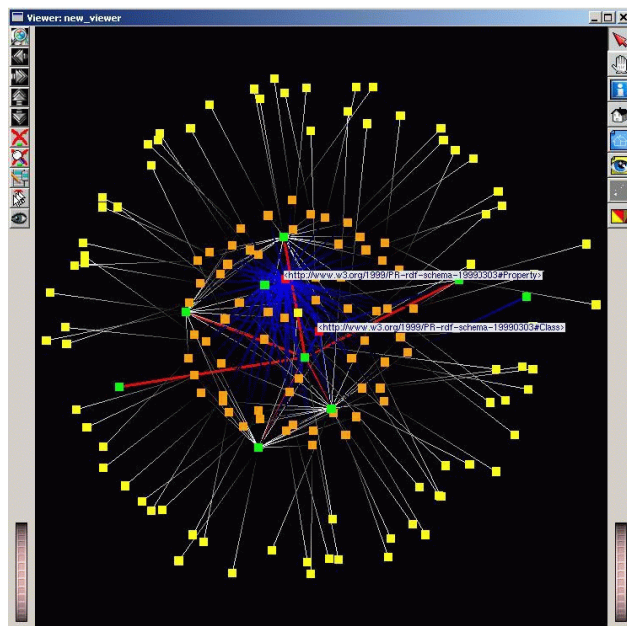 Viewer: new_viewer
<http://www.w3.org/1999/PR-rdf-schema-19990303#Property>
<http://www.w3.org/1999/PR-rdf-schema-19990303#Class>